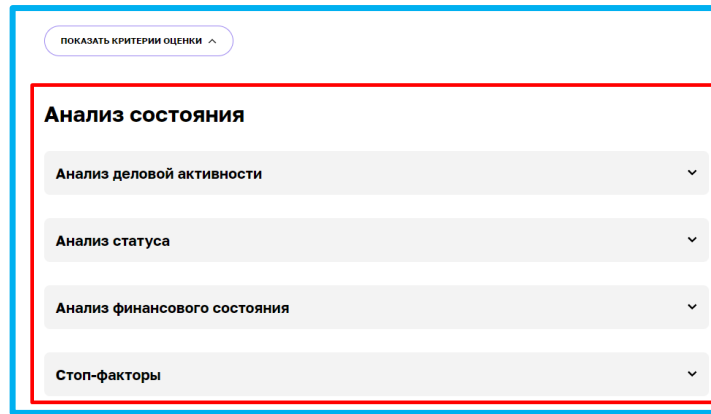 ПОКАЗАТЬ КРИТЕРИИ ОЦЕНКИ
Анализ состояния
Анализ деловой активности
Анализ статуса
Анализ финансового состояния
Стоп-факторы